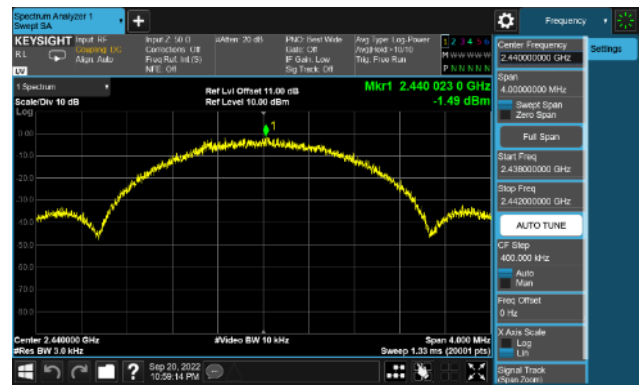 Spectrum Analyzer 1
Swept SA
Frequency
KEYSIGHT
Input: RF
RL
Coupling: DC
Align: Auto
Input Z: 50 Ω
Corrections: Off
Freq Ref: Int (S)
NFE: Off
#Atten: 20 dB
PNO: Best Wide
Gate: Off
IF Gain: Low
Sig Track: Off
Avg Type: Log-Power
Avg|Hold:>10/10
Trig: Free Run
1 2 3 4 5 6
M W W W W W
P N N N N N
LVI
1 Spectrum
Scale/Div 10 dB
Log
Ref Lvl Offset 11.00 dB
Ref Level 10.00 dBm
Mkr1 2.440 023 0 GHz
-1.49 dBm
1
0.00
-10.0
-20.0
-30.0
-40.0
-50.0
-60.0
-70.0
-80.0
Center 2.440000 GHz
#Res BW 3.0 kHz
#Video BW 10 kHz
Span 4.000 MHz
Sweep 1.33 ms (20001 pts)
Sep 20, 2022
10:59:14 PM
Center Frequency
2.440000000 GHz
Settings
Span
4.00000000 MHz
Swept Span
Zero Span
Full Span
Start Freq
2.438000000 GHz
Stop Freq
2.442000000 GHz
AUTO TUNE
CF Step
400.000 kHz
Auto
Man
Freq Offset
0 Hz
X Axis Scale
Log
Lin
Signal Track
(Span Zoom)